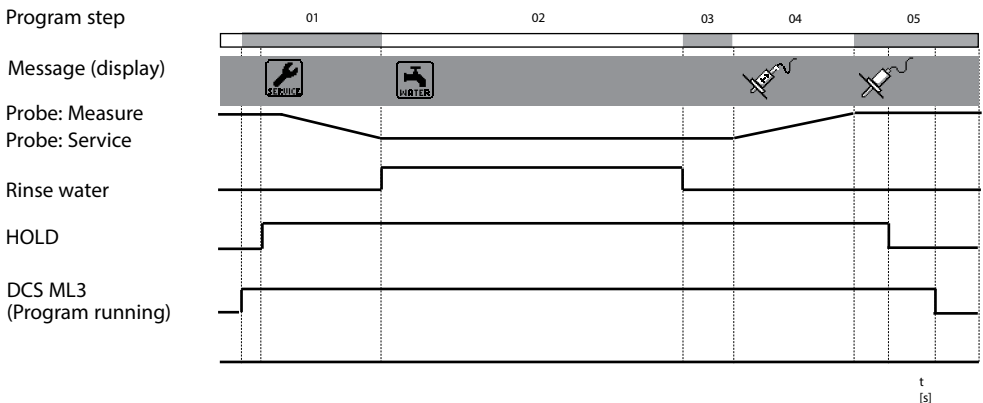 Program step
01 02 03 04 05
Message (display)
SERVICE
WATER
Probe: Measure
Probe: Service
Rinse water
HOLD
DCS ML3
(Program running)
t
[s]